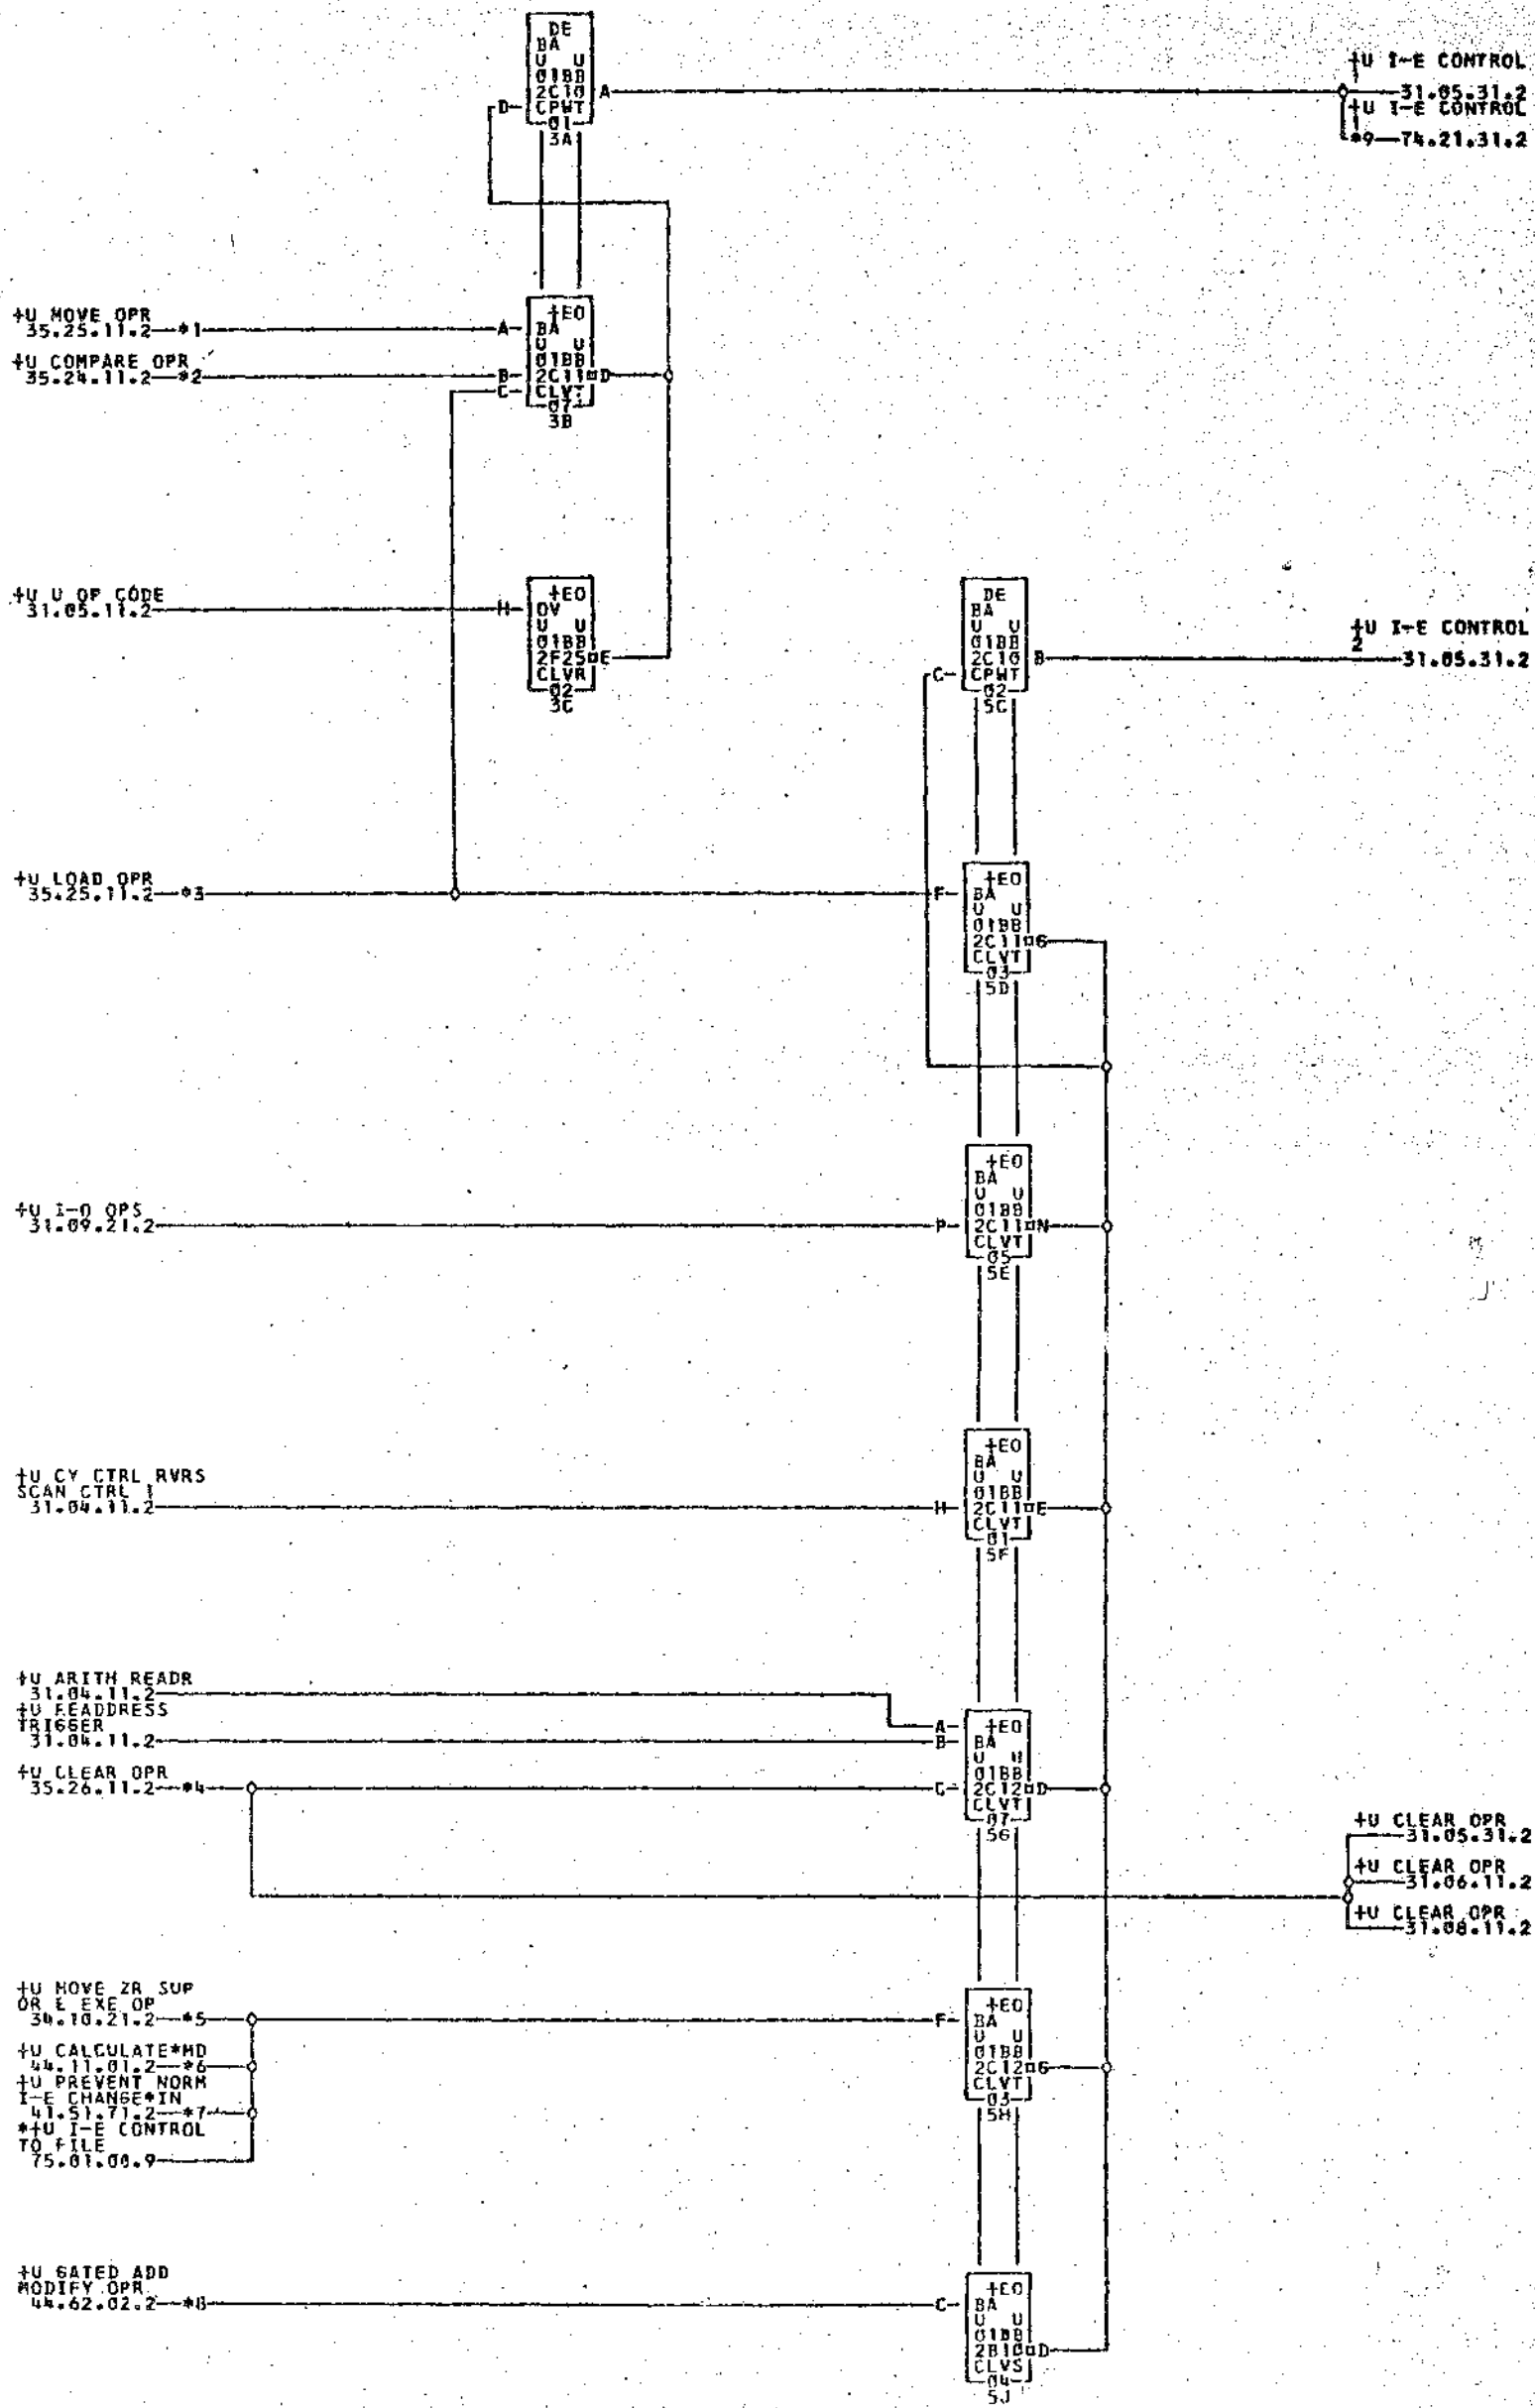 DE
BA
U U
01BB
2C10 A
D CPWT
01
3A
+U I-E CONTROL
31.05.31.2
+U I-E CONTROL
*9 74.21.31.2
+U MOVE OPR
35.25.11.2 *1
+U COMPARE OPR
35.24.11.2 *2
+EO
A BA
U U
01BB
B 2C11 D
C CLVT
07
3B
+U U OP CODE
31.05.11.2
+EO
H OV
U U
01BB
2F25 E
CLVR
02
3C
DE
BA
U U
01BB
2C10 B
C CPWT
02
5C
+U I-E CONTROL
2
31.05.31.2
+U LOAD OPR
35.25.11.2 *3
+EO
F BA
U U
01BB
2C11 G
CLVT
03
5D
+U I-O OPS
31.09.21.2
+EO
BA
U U
01BB
P 2C11 N
CLVT
05
5E
+U CY CTRL RVRS
SCAN CTRL 1
31.04.11.2
+EO
BA
U U
01BB
H 2C11 E
CLVT
01
5F
+U ARITH READR
31.04.11.2
+U READDRESS
TRIGGER
31.04.11.2
+U CLEAR OPR
35.26.11.2 *4
A +EO
B BA
U U
01BB
C 2C12 D
CLVT
07
5G
+U CLEAR OPR
31.05.31.2
+U CLEAR OPR
31.06.11.2
+U CLEAR OPR
31.08.11.2
+U MOVE ZR SUP
OR E EXE OP
34.10.21.2 *5
+U CALCULATE*MD
44.11.01.2 *6
+U PREVENT NORM
I-E CHANGE*IN
41.51.71.2 *7
*+U I-E CONTROL
TO FILE
75.01.00.9
+EO
F BA
U U
01BB
2C12 G
CLVT
03
5H
+U GATED ADD
MODIFY OPR
44.62.02.2 *8
+EO
C BA
U U
01BB
2B10 D
CLVS
04
5J